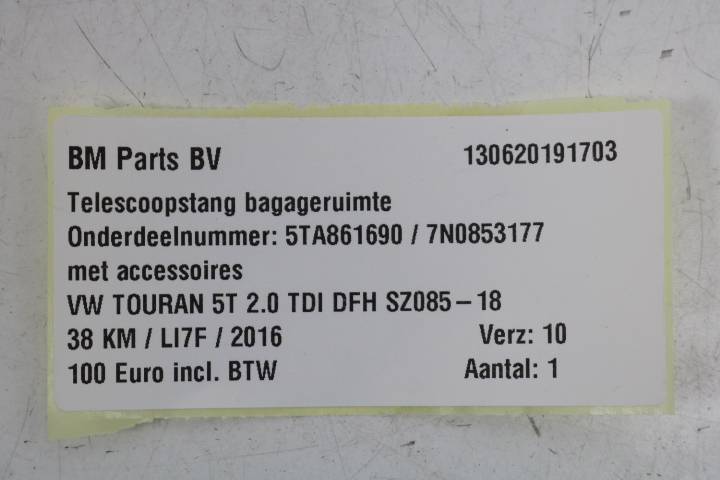 BM Parts BV 130620191703
Telescoopstang bagageruimte
Onderdeelnummer: 5TA861690 / 7N0853177
met accessoires
VW TOURAN 5T 2.0 TDI DFH SZ085-18
38 KM / LI7F / 2016 Verz: 10
100 Euro incl. BTW Aantal: 1